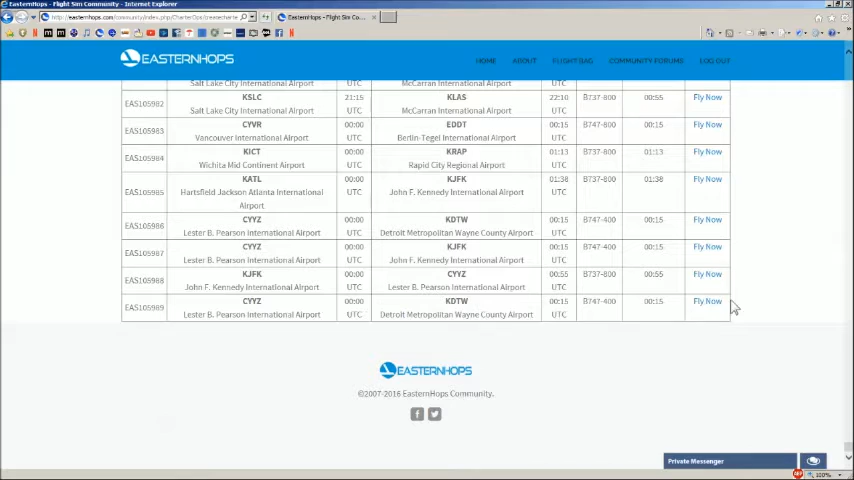 EasternHops - Flight Sim Community - Internet Explorer
http://easternhops.com/community/index.php/CharterOps/createcharte
EasternHops - Flight Sim Co...
EASTERNHOPS
HOME ABOUT FLIGHT BAG COMMUNITY FORUMS LOG OUT
Salt Lake City International Airport UTC McCarran International Airport UTC
EAS105982 KSLC 21:15 KLAS 22:10 B737-800 00:55 Fly Now
Salt Lake City International Airport UTC McCarran International Airport UTC
EAS105983 CYVR 00:00 EDDT 00:15 B747-800 00:15 Fly Now
Vancouver International Airport UTC Berlin-Tegel International Airport UTC
EAS105984 KICT 00:00 KRAP 01:13 B737-800 01:13 Fly Now
Wichita Mid Continent Airport UTC Rapid City Regional Airport UTC
EAS105985 KATL 00:00 KJFK 01:38 B737-800 01:38 Fly Now
Hartsfield Jackson Atlanta International UTC John F. Kennedy International Airport UTC
Airport
EAS105986 CYYZ 00:00 KDTW 00:15 B747-400 00:15 Fly Now
Lester B. Pearson International Airport UTC Detroit Metropolitan Wayne County Airport UTC
EAS105987 CYYZ 00:00 KJFK 00:15 B747-400 00:15 Fly Now
Lester B. Pearson International Airport UTC John F. Kennedy International Airport UTC
EAS105988 KJFK 00:00 CYYZ 00:55 B737-800 00:55 Fly Now
John F. Kennedy International Airport UTC Lester B. Pearson International Airport UTC
EAS105989 CYYZ 00:00 KDTW 00:15 B747-400 00:15 Fly Now
Lester B. Pearson International Airport UTC Detroit Metropolitan Wayne County Airport UTC
EASTERNHOPS
©2007-2016 EasternHops Community.
Private Messenger
100%